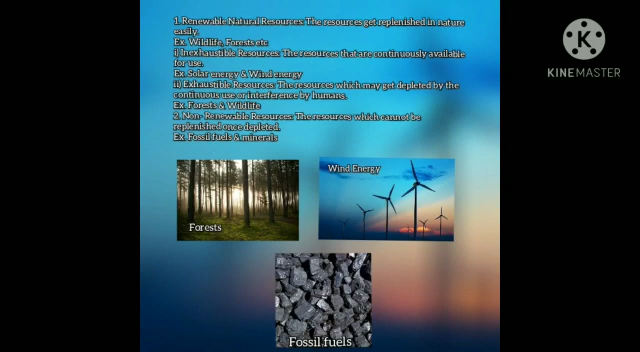 1. Renewable Natural Resources: The resources get replenished in nature
easily.
Ex. Wildlife, Forests etc
i) Inexhaustible Resources: The resources that are continuously available
for use.
Ex. Solar energy & Wind energy
ii) Exhaustible Resources: The resources which may get depleted by the
continuous use or interference by humans.
Ex. Forests & Wildlife
2. Non- Renewable Resources: The resources which cannot be
replenished once depleted.
Ex. Fossil fuels & minerals
K
KINEMASTER
Forests
Wind Energy
Fossil fuels